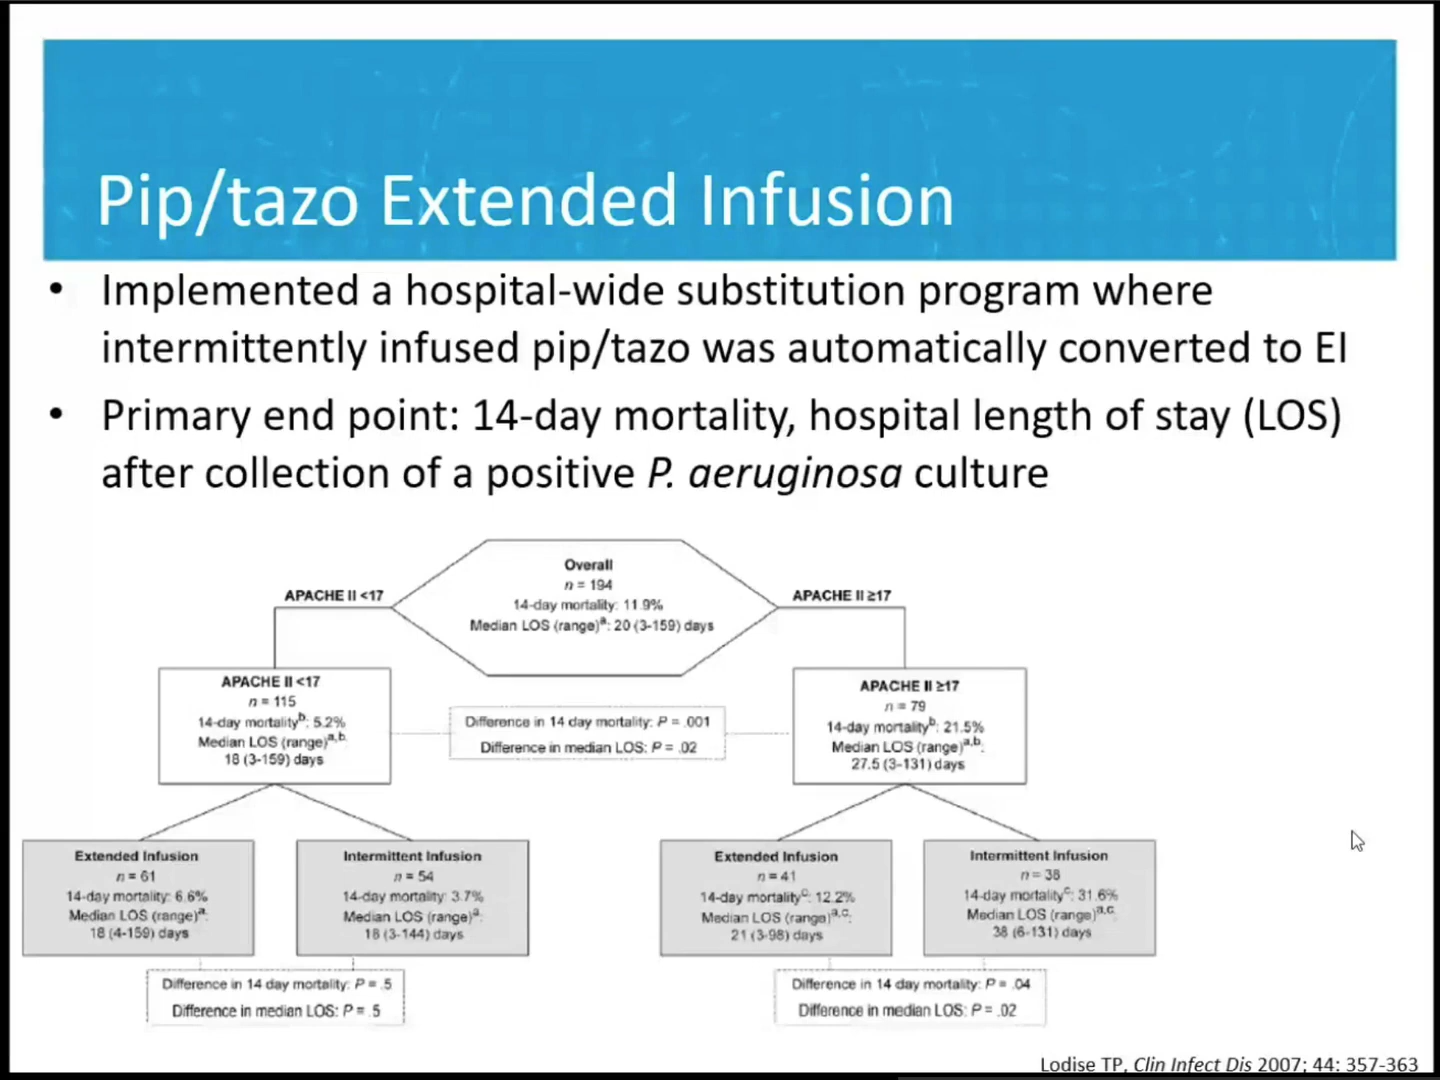 Pip/tazo Extended Infusion
• Implemented a hospital-wide substitution program where
intermittently infused pip/tazo was automatically converted to EI
• Primary end point: 14-day mortality, hospital length of stay (LOS)
after collection of a positive P. aeruginosa culture
Overall
n = 194
14-day mortality: 11.9%
Median LOS (range)a: 20 (3-159) days
APACHE II <17
APACHE II ≥17
APACHE II <17
n = 115
14-day mortalityb: 5.2%
Median LOS (range)a,b:
18 (3-159) days
Difference in 14 day mortality: P = .001
Difference in median LOS: P = .02
APACHE II ≥17
n = 79
14-day mortalityb: 21.5%
Median LOS (range)a,b:
27.5 (3-131) days
Extended Infusion
n = 61
14-day mortality: 6.6%
Median LOS (range)a:
18 (4-159) days
Intermittent Infusion
n = 54
14-day mortality: 3.7%
Median LOS (range)a:
18 (3-144) days
Difference in 14 day mortality: P = .5
Difference in median LOS: P = .5
Extended Infusion
n = 41
14-day mortalityc: 12.2%
Median LOS (range)a,c:
21 (3-98) days
Intermittent Infusion
n = 38
14-day mortalityc: 31.6%
Median LOS (range)a,c:
38 (6-131) days
Difference in 14 day mortality: P = .04
Difference in median LOS: P = .02
Lodise TP, Clin Infect Dis 2007; 44: 357-363